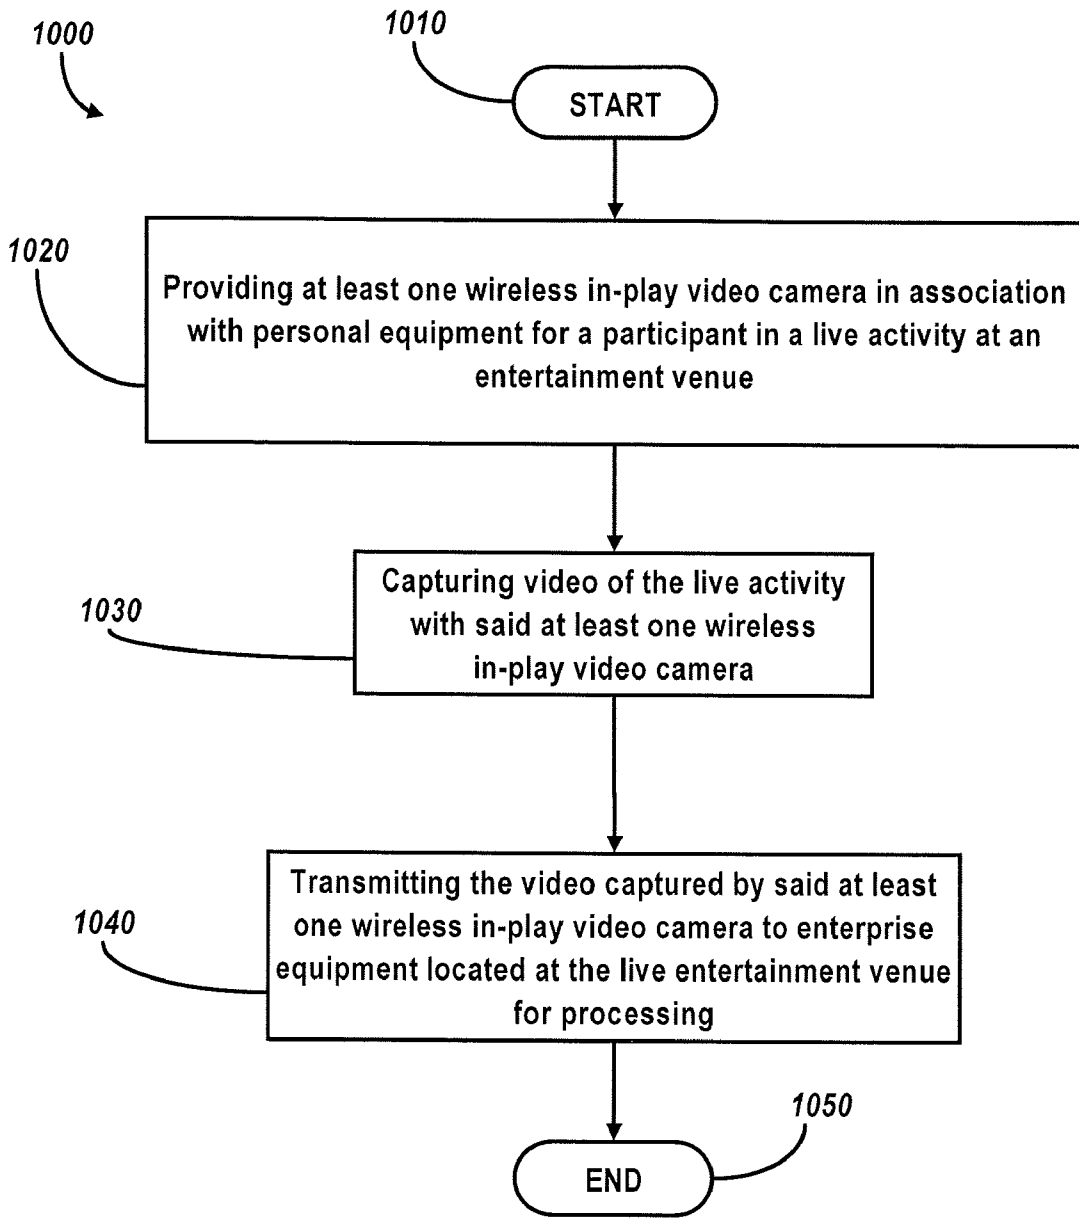 1000
1010
START
1020
Providing at least one wireless in-play video camera in association
with personal equipment for a participant in a live activity at an
entertainment venue
1030
Capturing video of the live activity
with said at least one wireless
in-play video camera
1040
Transmitting the video captured by said at least
one wireless in-play video camera to enterprise
equipment located at the live entertainment venue
for processing
1050
END